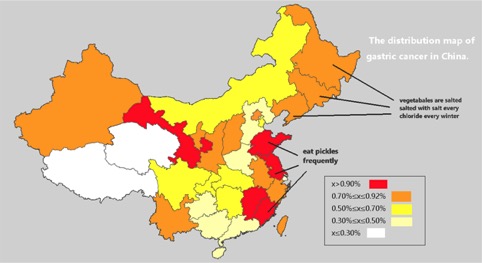 The distribution map of
gastric cancer in China.
vegetabales are salted
salted with salt every
chloride every winter
eat pickles
frequently
x>0.90%
0.70%≤x≤0.92%
0.50%≤x≤0.70%
0.30%≤x≤0.50%
x≤0.30%